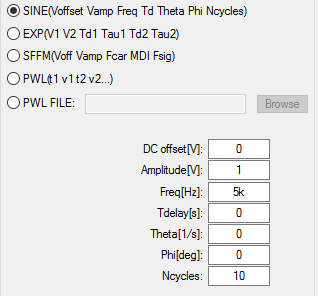 SINE(Voffset Vamp Freq Td Theta Phi Ncycles)
EXP(V1 V2 Td1 Tau1 Td2 Tau2)
SFFM(Voff Vamp Fcar MDI Fsig)
PWL(t1 v1 t2 v2...)
PWL FILE: Browse
DC offset[V]: 0
Amplitude[V]: 1
Freq[Hz]: 5k
Tdelay[s]: 0
Theta[1/s]: 0
Phi[deg]: 0
Ncycles: 10